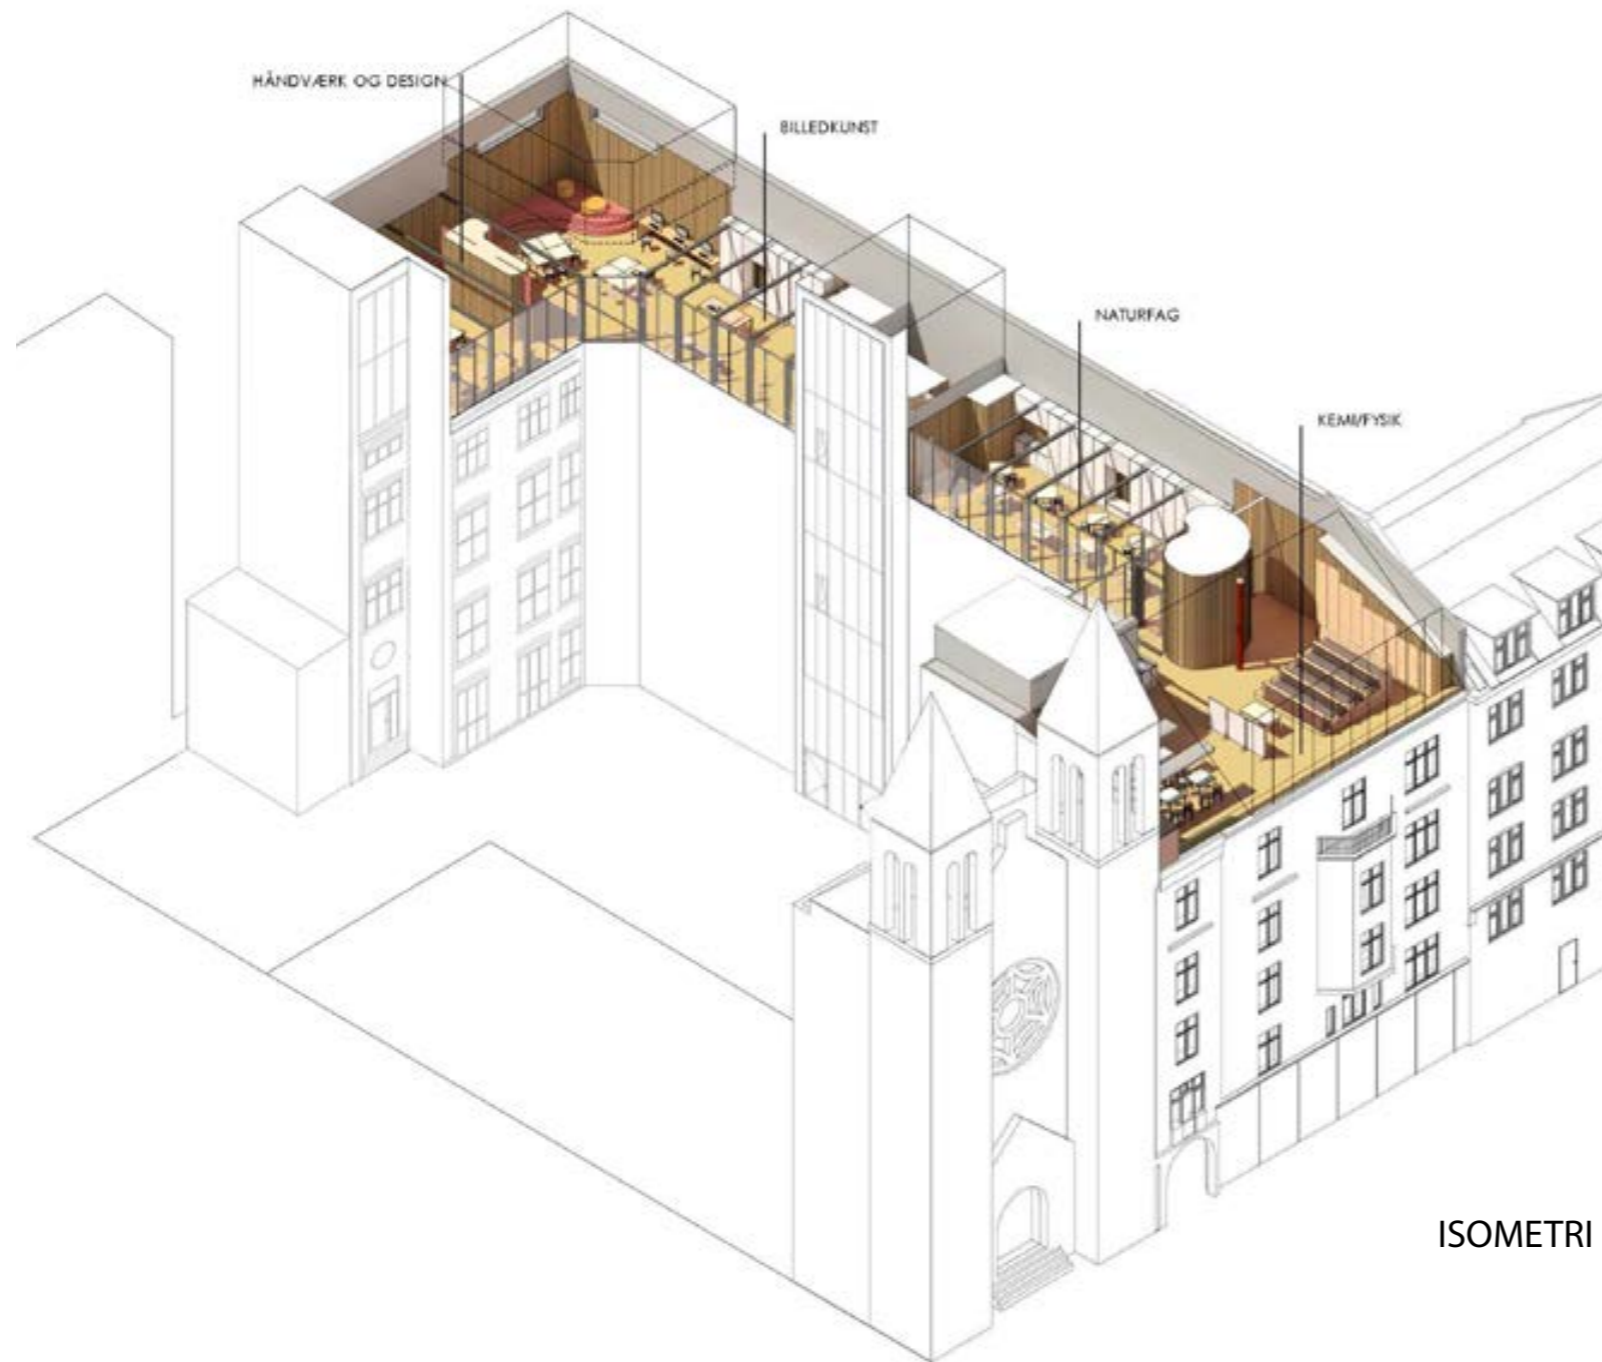 HÅNDVÆRK OG DESIGN
BILLEDKUNST
NATURFAG
KEMI/FYSIK
ISOMETRI